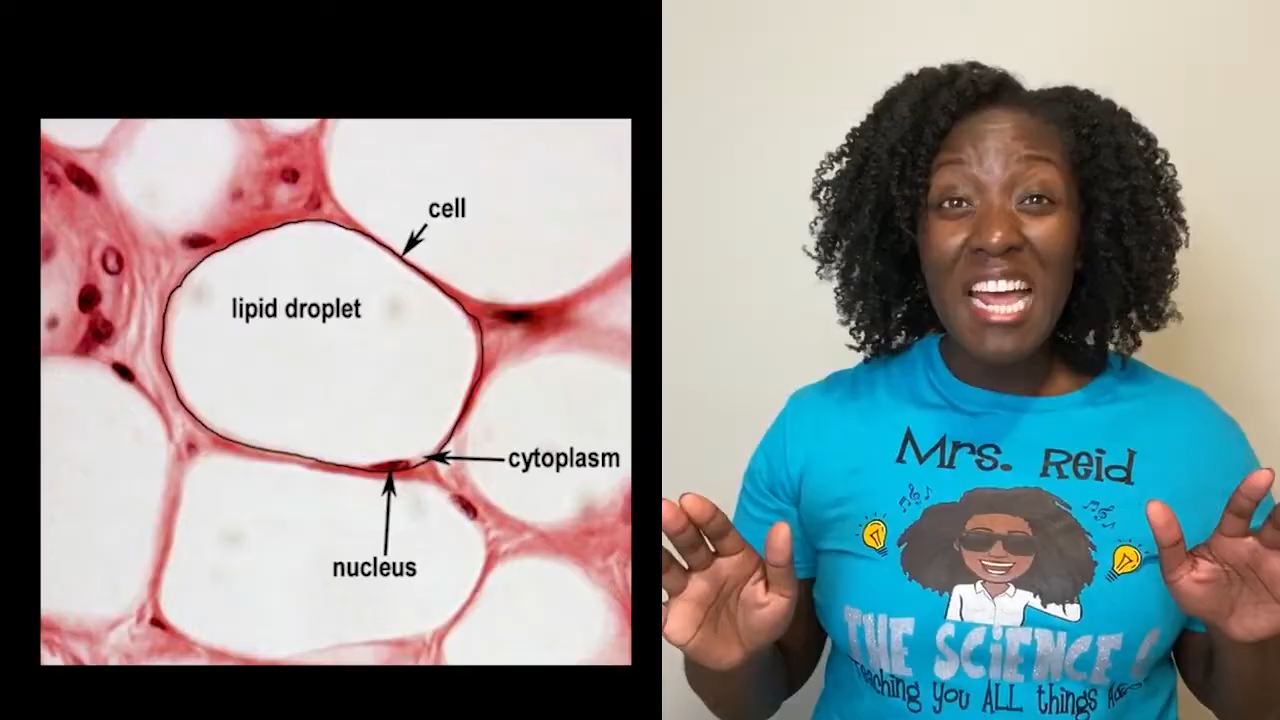 cell
lipid droplet
cytoplasm
nucleus
Mrs. Reid
THE SCIENCE
Teaching you ALL things